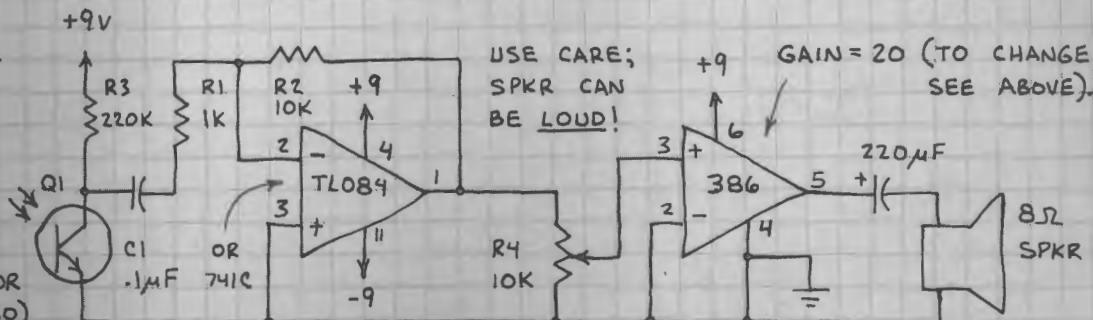 +9V
R3
220K
R1
1K
R2
10K
+9
2
-
4
TL084
1
3
+
11
-9
OR
741C
Q1
C1
.1µF
USE CARE;
SPKR CAN
BE LOUD!
R4
10K
+9
GAIN = 20 (TO CHANGE
SEE ABOVE).
3
+
6
386
5
2
-
4
220µF
+
8Ω
SPKR
OR